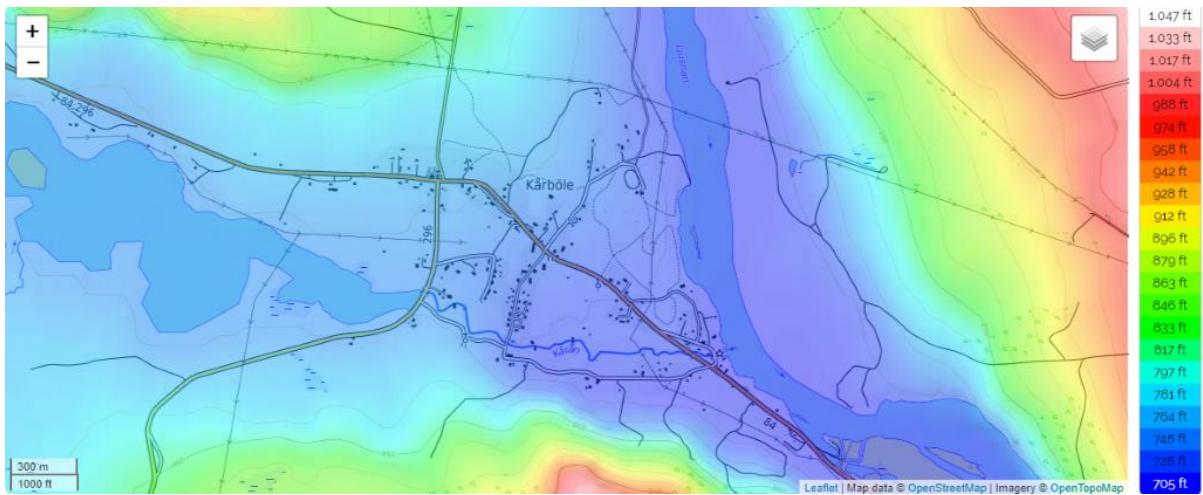 +
−
84;296
Ljusnan
Kårböle
296
Kårån
84
300 m
1000 ft
Leaflet | Map data © OpenStreetMap | Imagery © OpenTopoMap
1.047 ft
1.033 ft
1.017 ft
1.004 ft
988 ft
974 ft
958 ft
942 ft
928 ft
912 ft
896 ft
879 ft
863 ft
846 ft
833 ft
817 ft
797 ft
781 ft
764 ft
748 ft
728 ft
705 ft